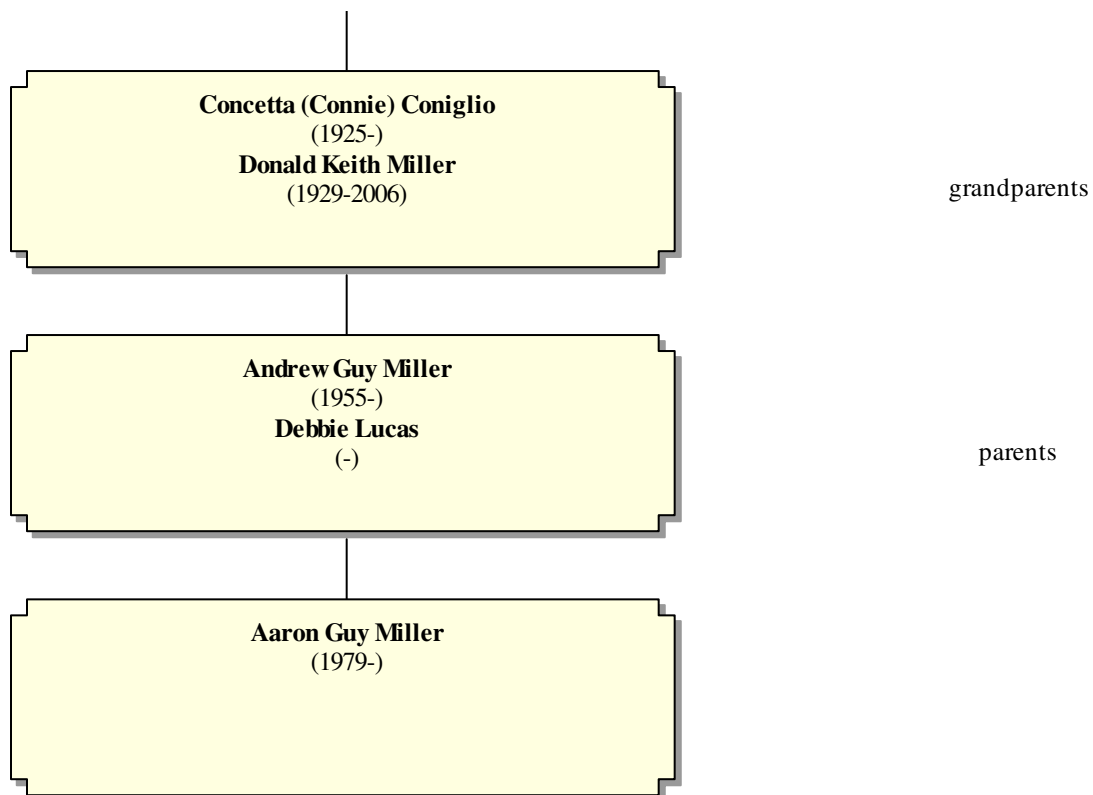 Concetta (Connie) Coniglio
(1925-)
Donald Keith Miller
(1929-2006)
grandparents
Andrew Guy Miller
(1955-)
Debbie Lucas
(-)
parents
Aaron Guy Miller
(1979-)